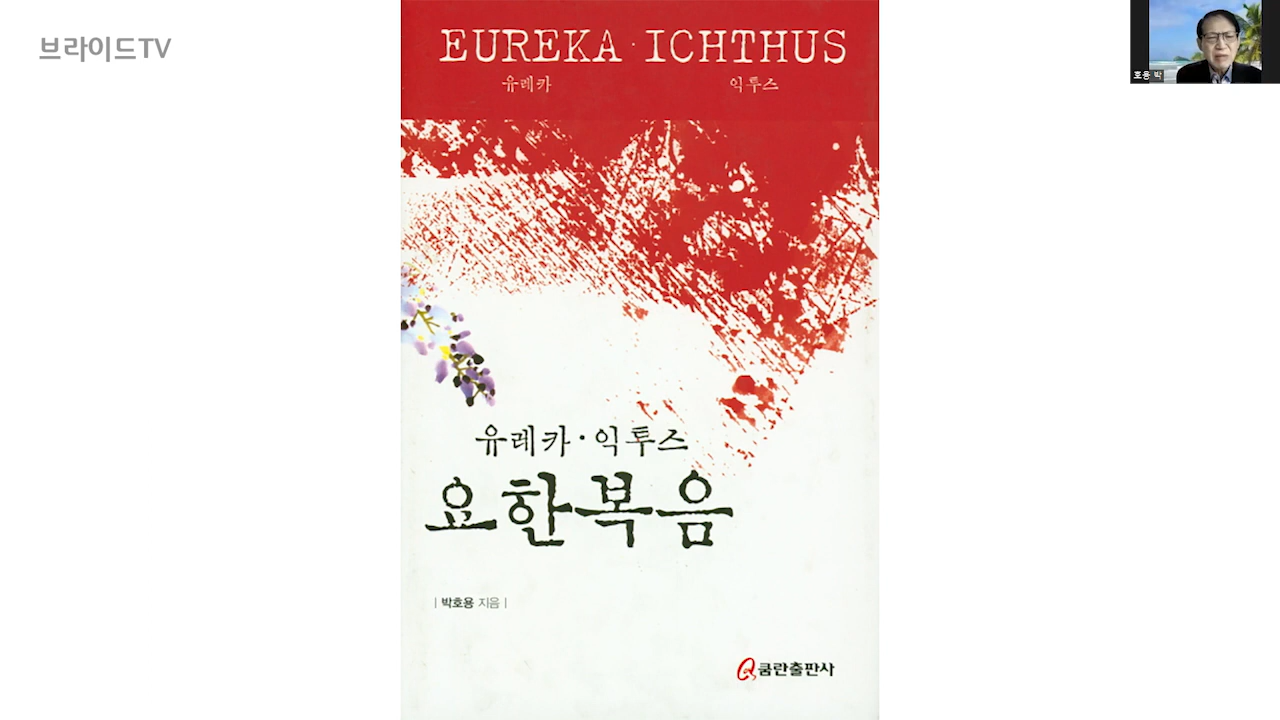 브라이드TV
EUREKA · ICHTHUS
유레카 익투스
호용 박
유레카·익투스
요한복음
| 박호용 지음 |
쿰란출판사